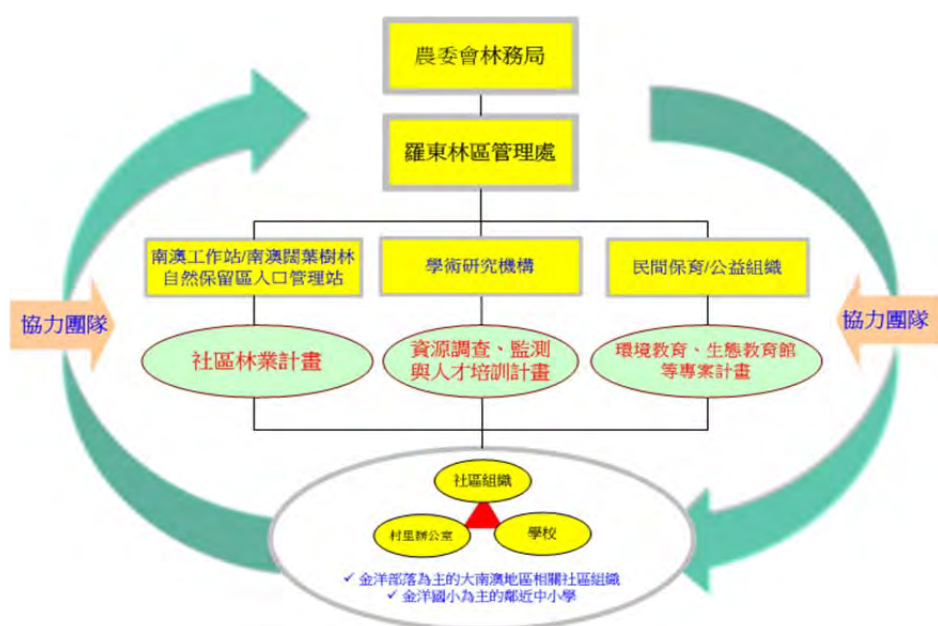 農委會林務局
羅東林區管理處
南澳工作站/南澳闊葉樹林
自然保留區人口管理站
學術研究機構
民間保育/公益組織
協力團隊
協力團隊
社區林業計畫
資源調查、監測
與人才培訓計畫
環境教育、生態教育館
等專案計畫
社區組織
村里辦公室
學校
✓ 金洋部落為主的大南澳地區相關社區組織
✓ 金洋國小為主的鄰近中小學